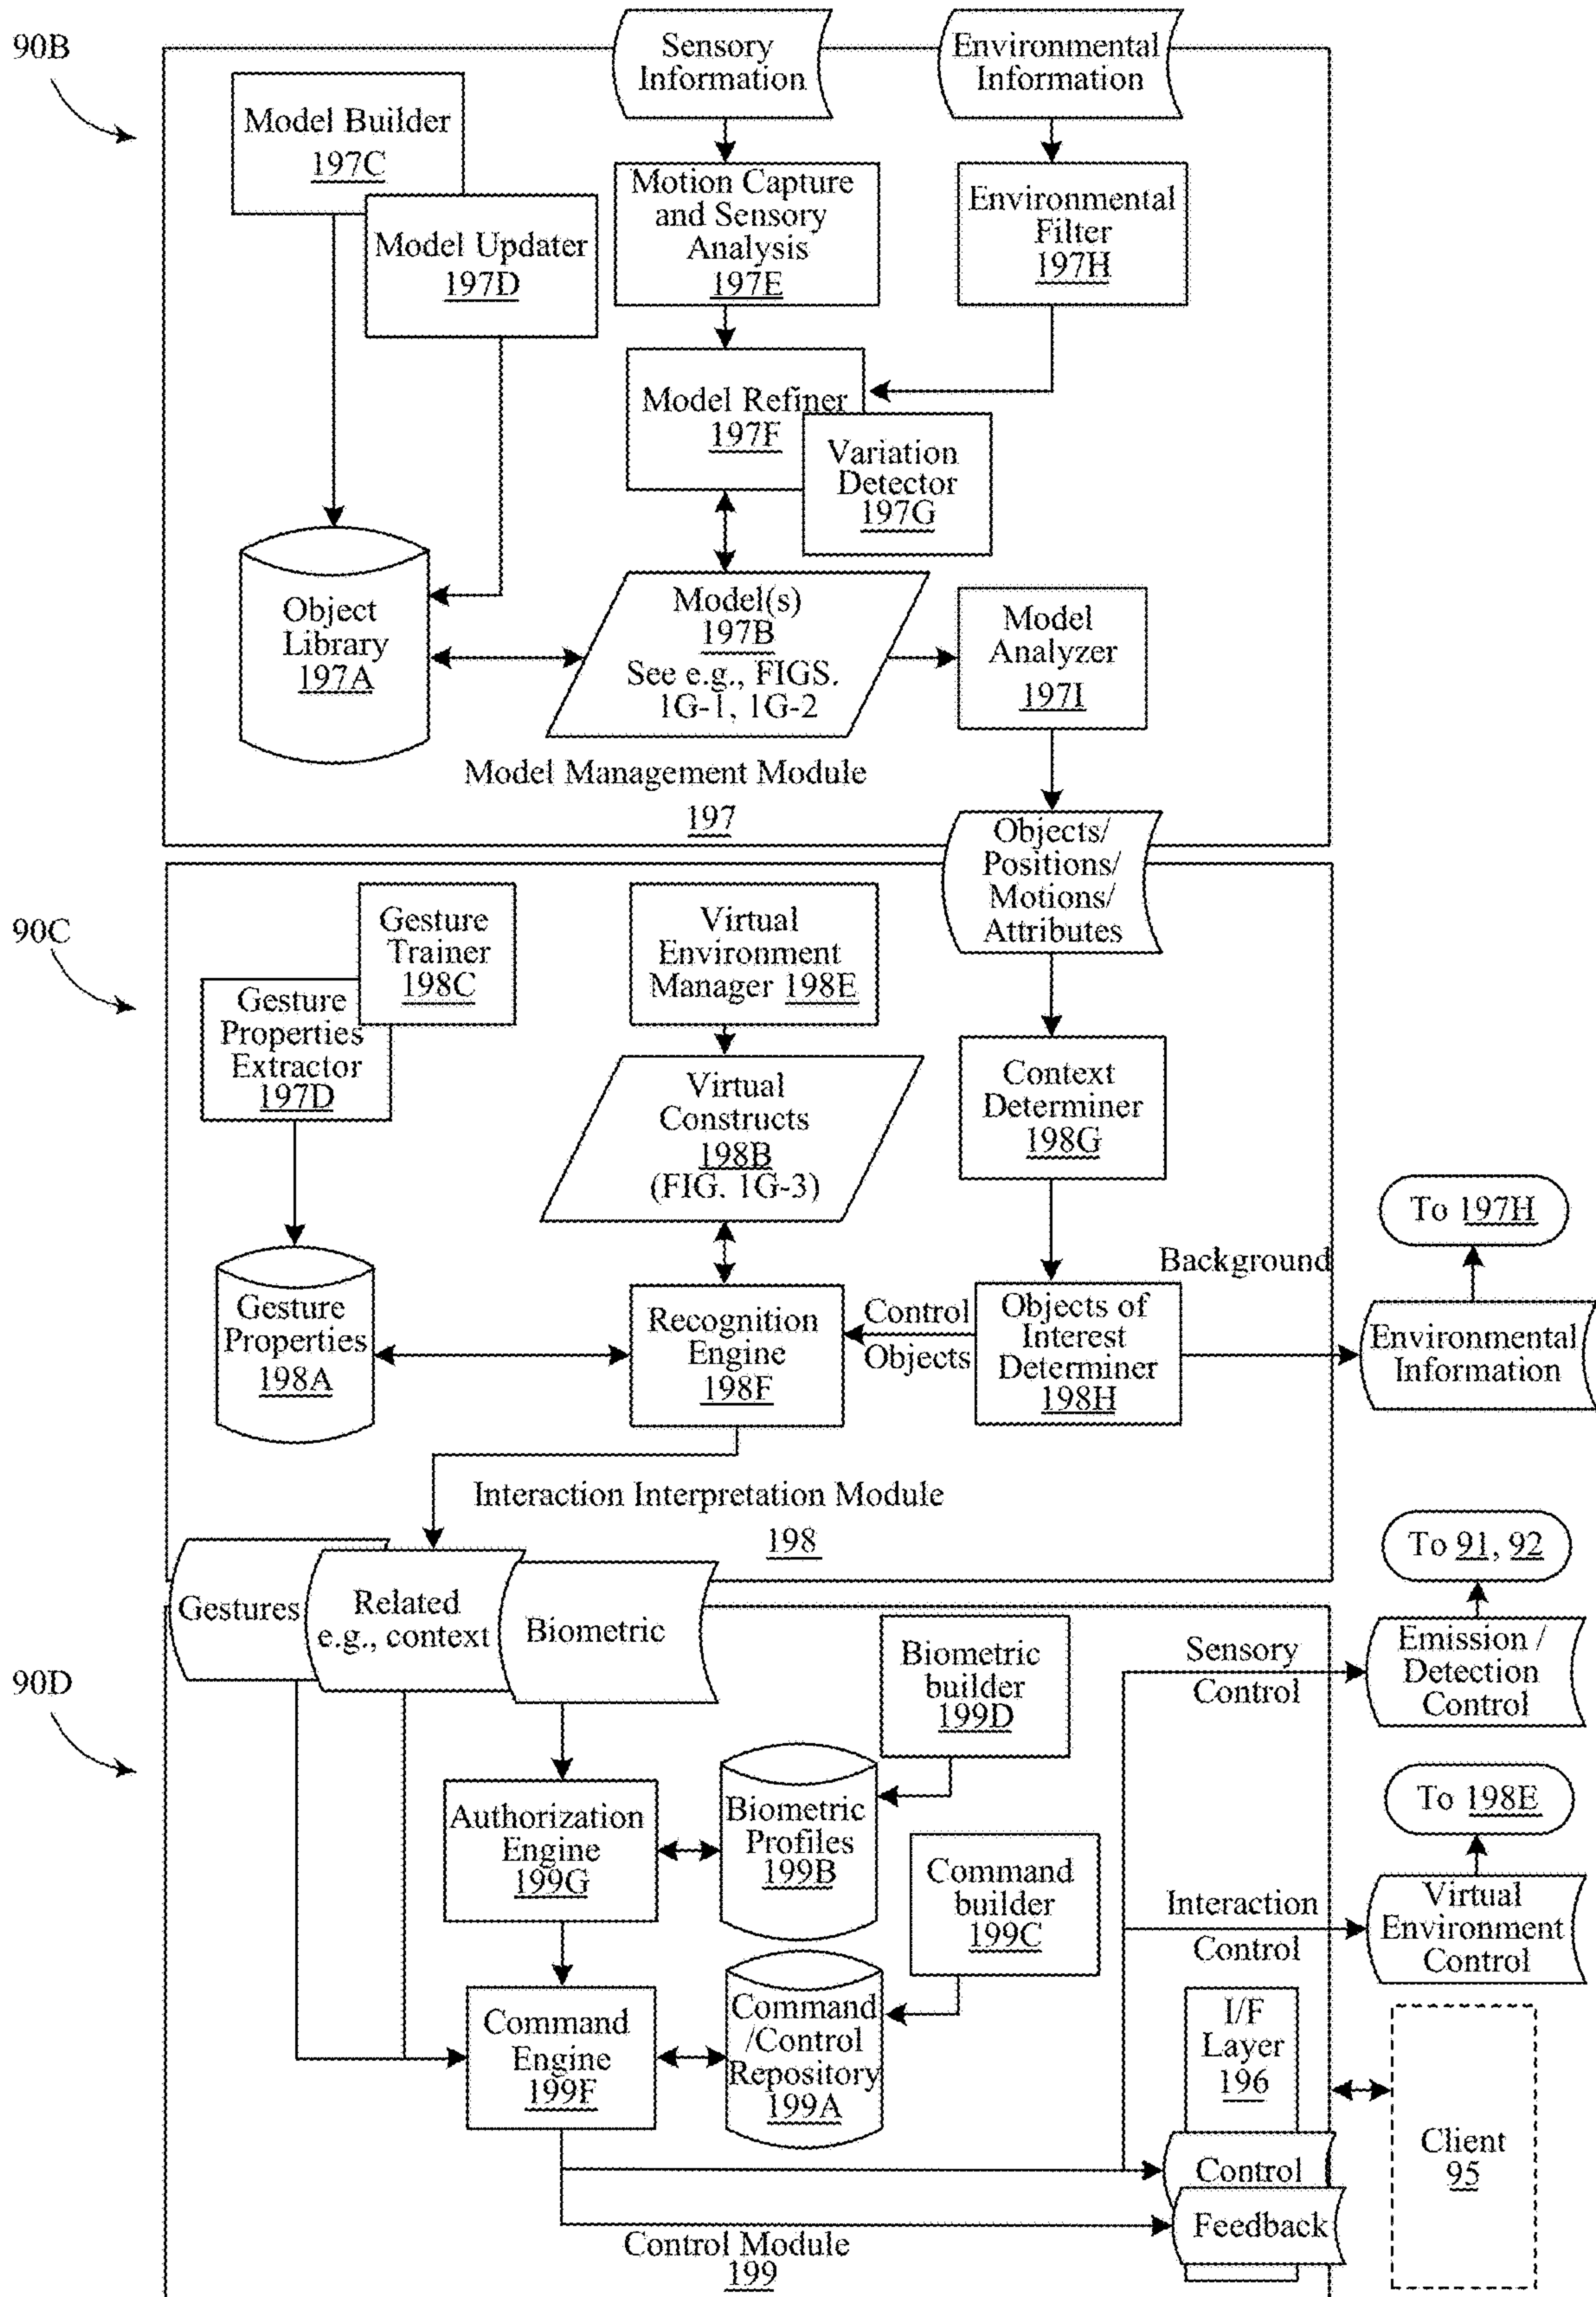 90B
Sensory
Information
Environmental
Information
Model Builder
197C
Model Updater
197D
Motion Capture
and Sensory
Analysis
197E
Environmental
Filter
197H
Model Refiner
197F
Variation
Detector
197G
Object
Library
197A
Model(s)
197B
See e.g., FIGS.
1G-1, 1G-2
Model
Analyzer
197I
Model Management Module
197
Objects/
Positions/
Motions/
Attributes
90C
Gesture
Trainer
198C
Gesture
Properties
Extractor
197D
Virtual
Environment
Manager 198E
Virtual
Constructs
198B
(FIG. 1G-3)
Context
Determiner
198G
To 197H
Background
Gesture
Properties
198A
Recognition
Engine
198F
Control
Objects
Objects of
Interest
Determiner
198H
Environmental
Information
Interaction Interpretation Module
198
To 91, 92
Gestures
Related
e.g., context
Biometric
90D
Biometric
builder
199D
Sensory
Control
Emission /
Detection
Control
To 198E
Authorization
Engine
199G
Biometric
Profiles
199B
Command
builder
199C
Interaction
Control
Virtual
Environment
Control
Command
Engine
199F
Command
/Control
Repository
199A
I/F
Layer
196
Client
95
Control
Feedback
Control Module
199